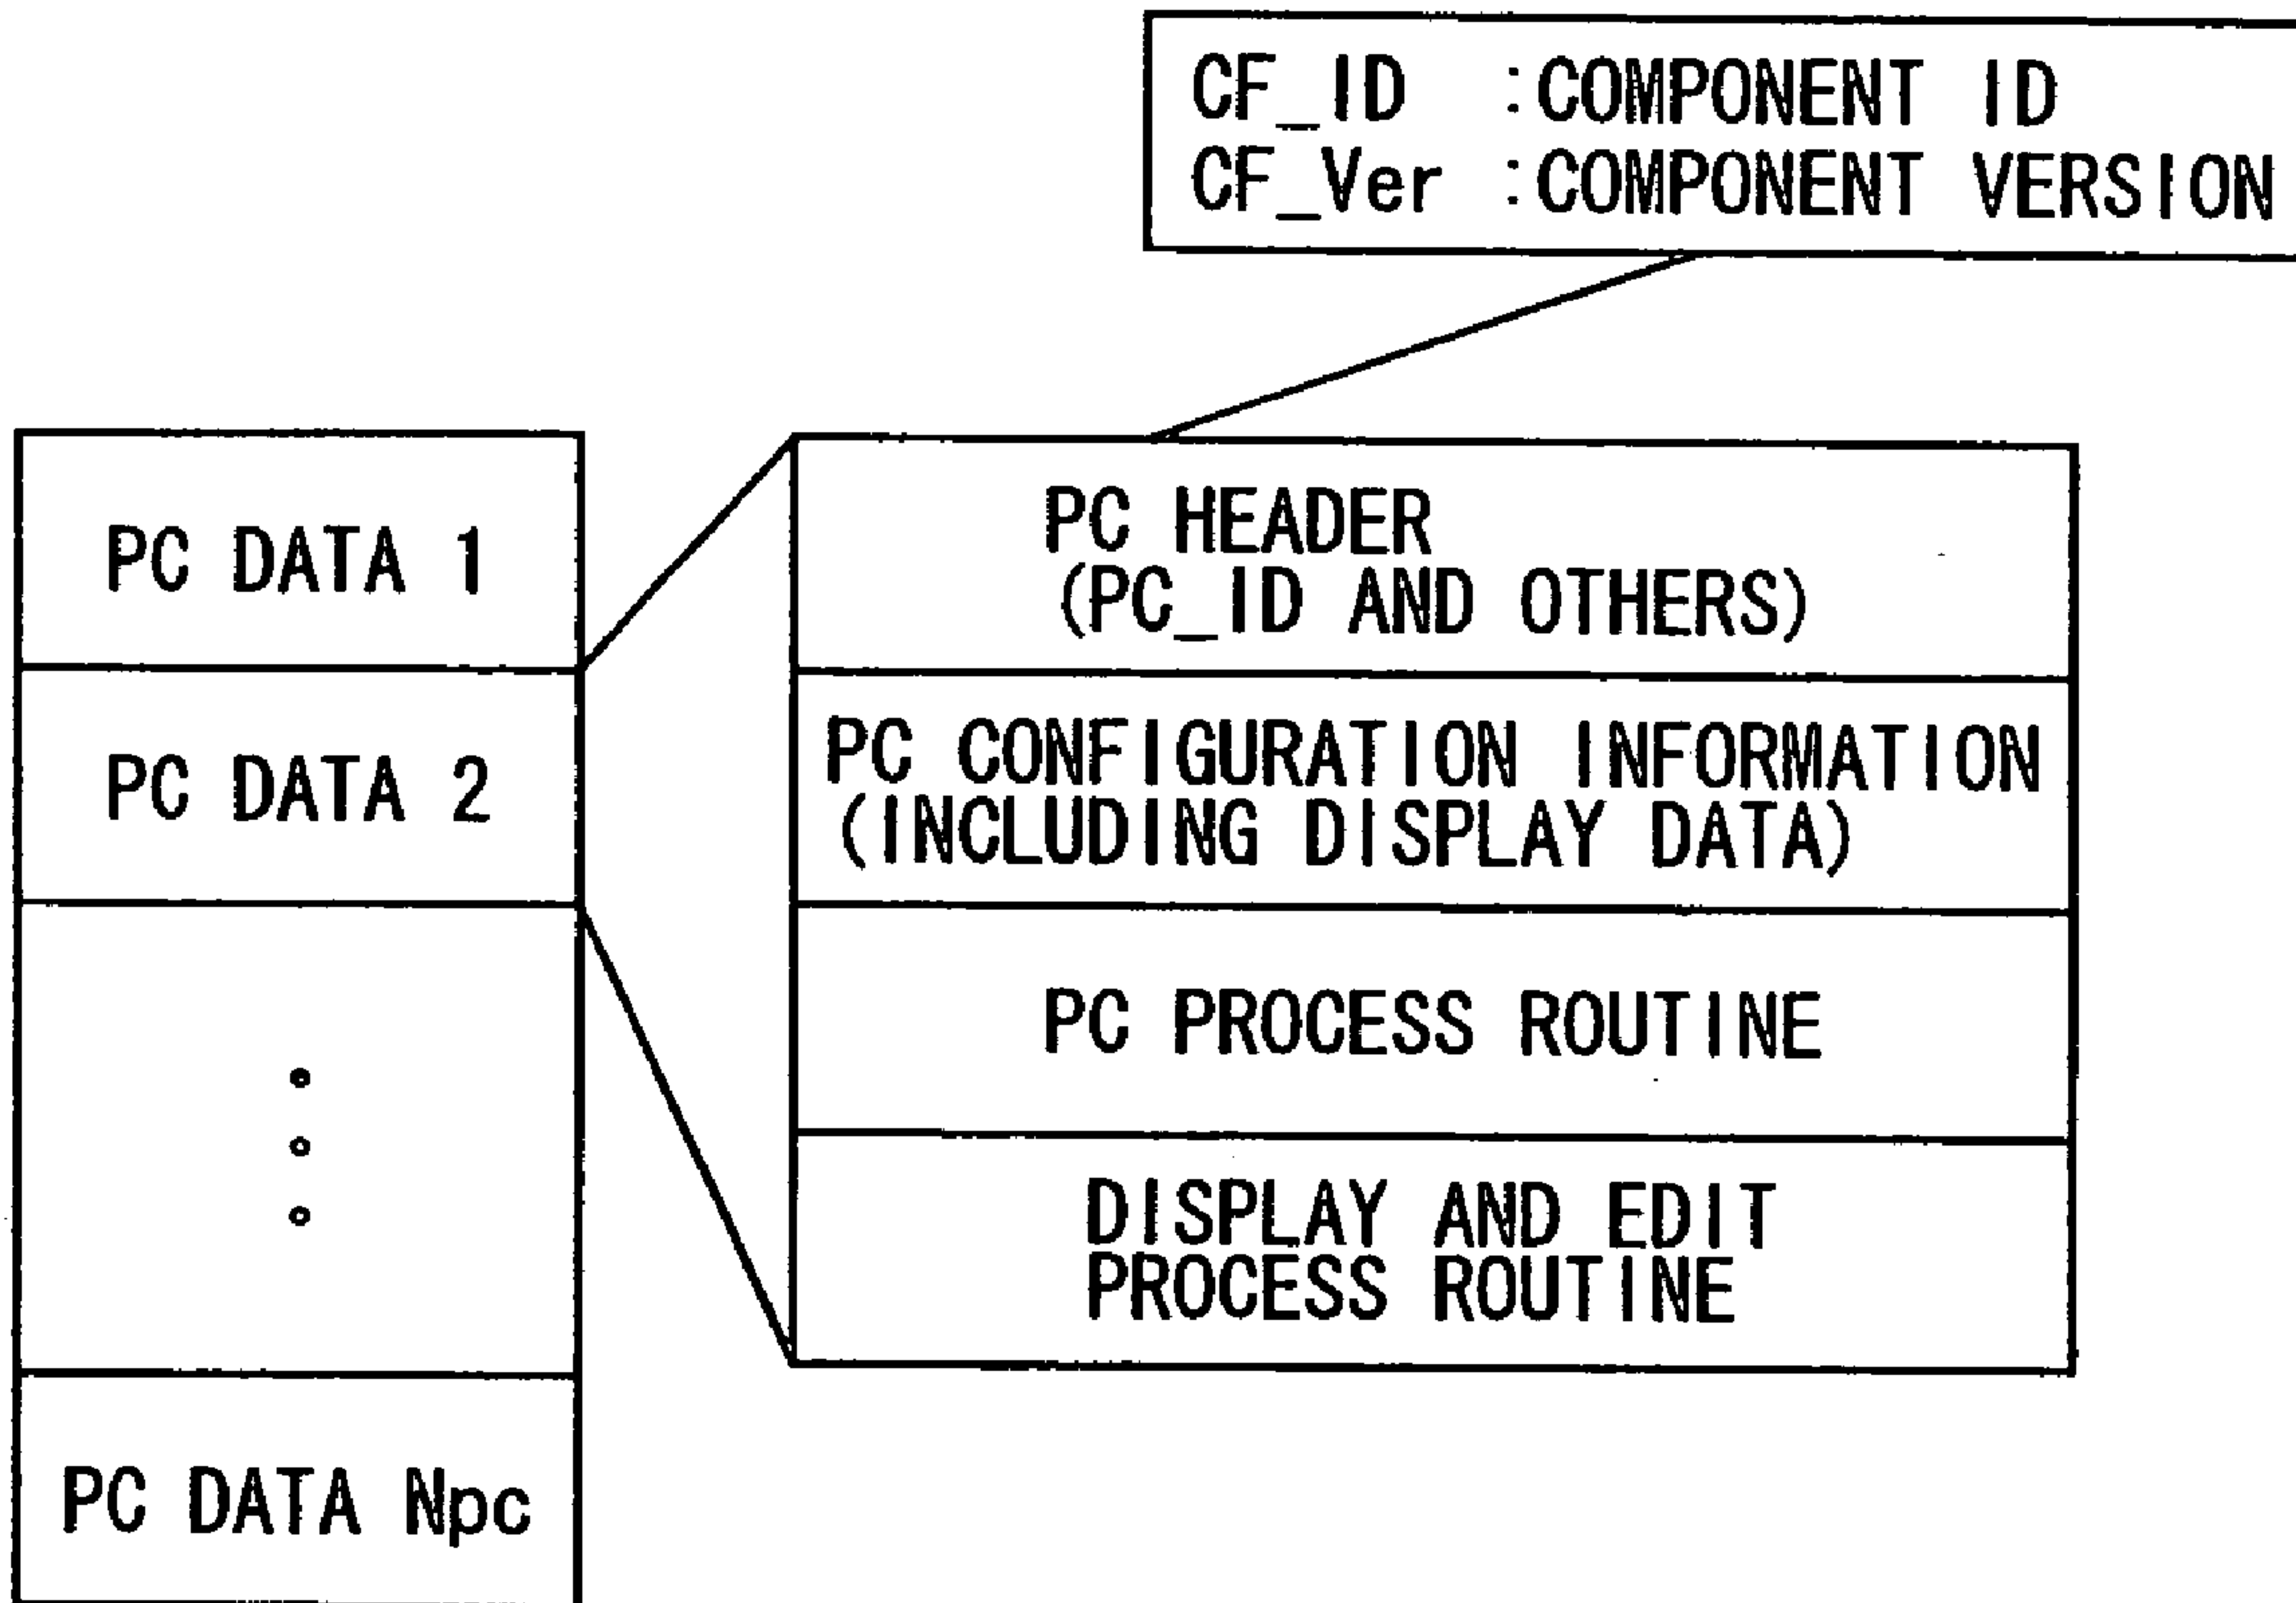 CF_ID :COMPONENT ID
CF_Ver :COMPONENT VERSION
PC DATA 1
PC DATA 2
PC DATA Npc
PC HEADER
(PC_ID AND OTHERS)
PC CONFIGURATION INFORMATION
(INCLUDING DISPLAY DATA)
PC PROCESS ROUTINE
DISPLAY AND EDIT
PROCESS ROUTINE